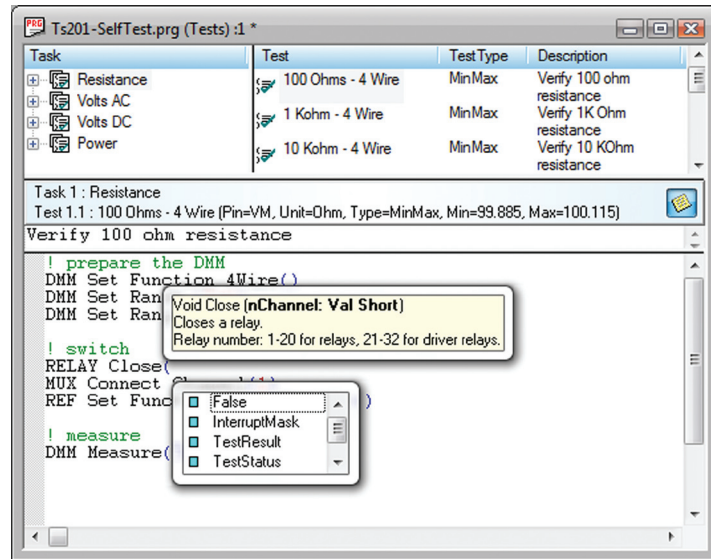 PRG
Ts201-SelfTest.prg (Tests) :1 *
Task Test Test Type Description
Resistance
Volts AC
Volts DC
Power
100 Ohms - 4 Wire MinMax Verify 100 ohm
resistance
1 Kohm - 4 Wire MinMax Verify 1K Ohm
resistance
10 Kohm - 4 Wire MinMax Verify 10 KOhm
resistance
Task 1 : Resistance
Test 1.1 : 100 Ohms - 4 Wire (Pin=VM, Unit=Ohm, Type=MinMax, Min=99.885, Max=100.115)
Verify 100 ohm resistance
! prepare the DMM
DMM Set Function 4Wire()
DMM Set Ran
DMM Set Ran
Void Close (nChannel: Val Short)
Closes a relay.
Relay number: 1-20 for relays, 21-32 for driver relays.
! switch
RELAY Close(
MUX Connect
REF Set Func )
False
InterruptMask
TestResult
TestStatus
! measure
DMM Measure(